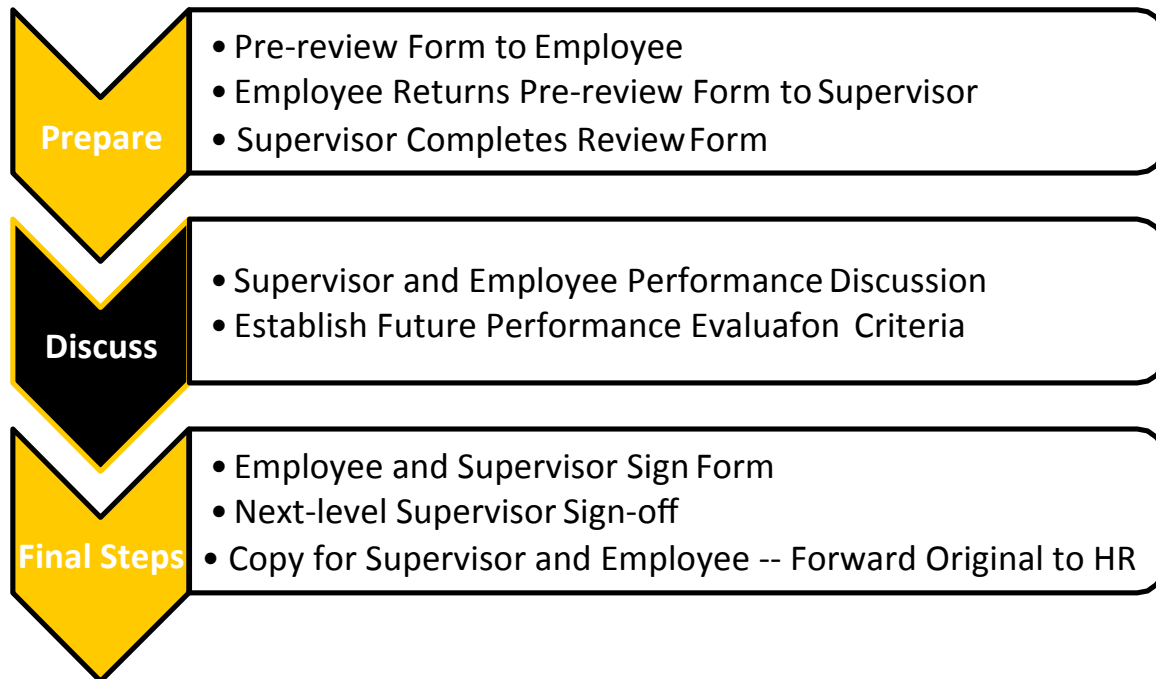 Prepare
• Pre-review Form to Employee
• Employee Returns Pre-review Form to Supervisor
• Supervisor Completes Review Form
Discuss
• Supervisor and Employee Performance Discussion
• Establish Future Performance Evaluafon Criteria
Final Steps
• Employee and Supervisor Sign Form
• Next-level Supervisor Sign-off
• Copy for Supervisor and Employee -- Forward Original to HR